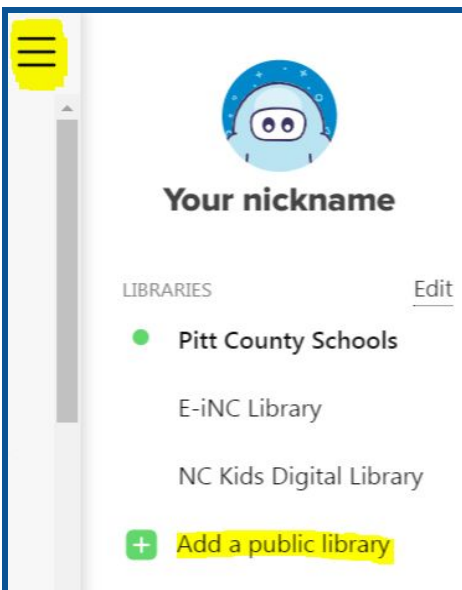 Your nickname
LIBRARIES Edit
Pitt County Schools
E-iNC Library
NC Kids Digital Library
Add a public library